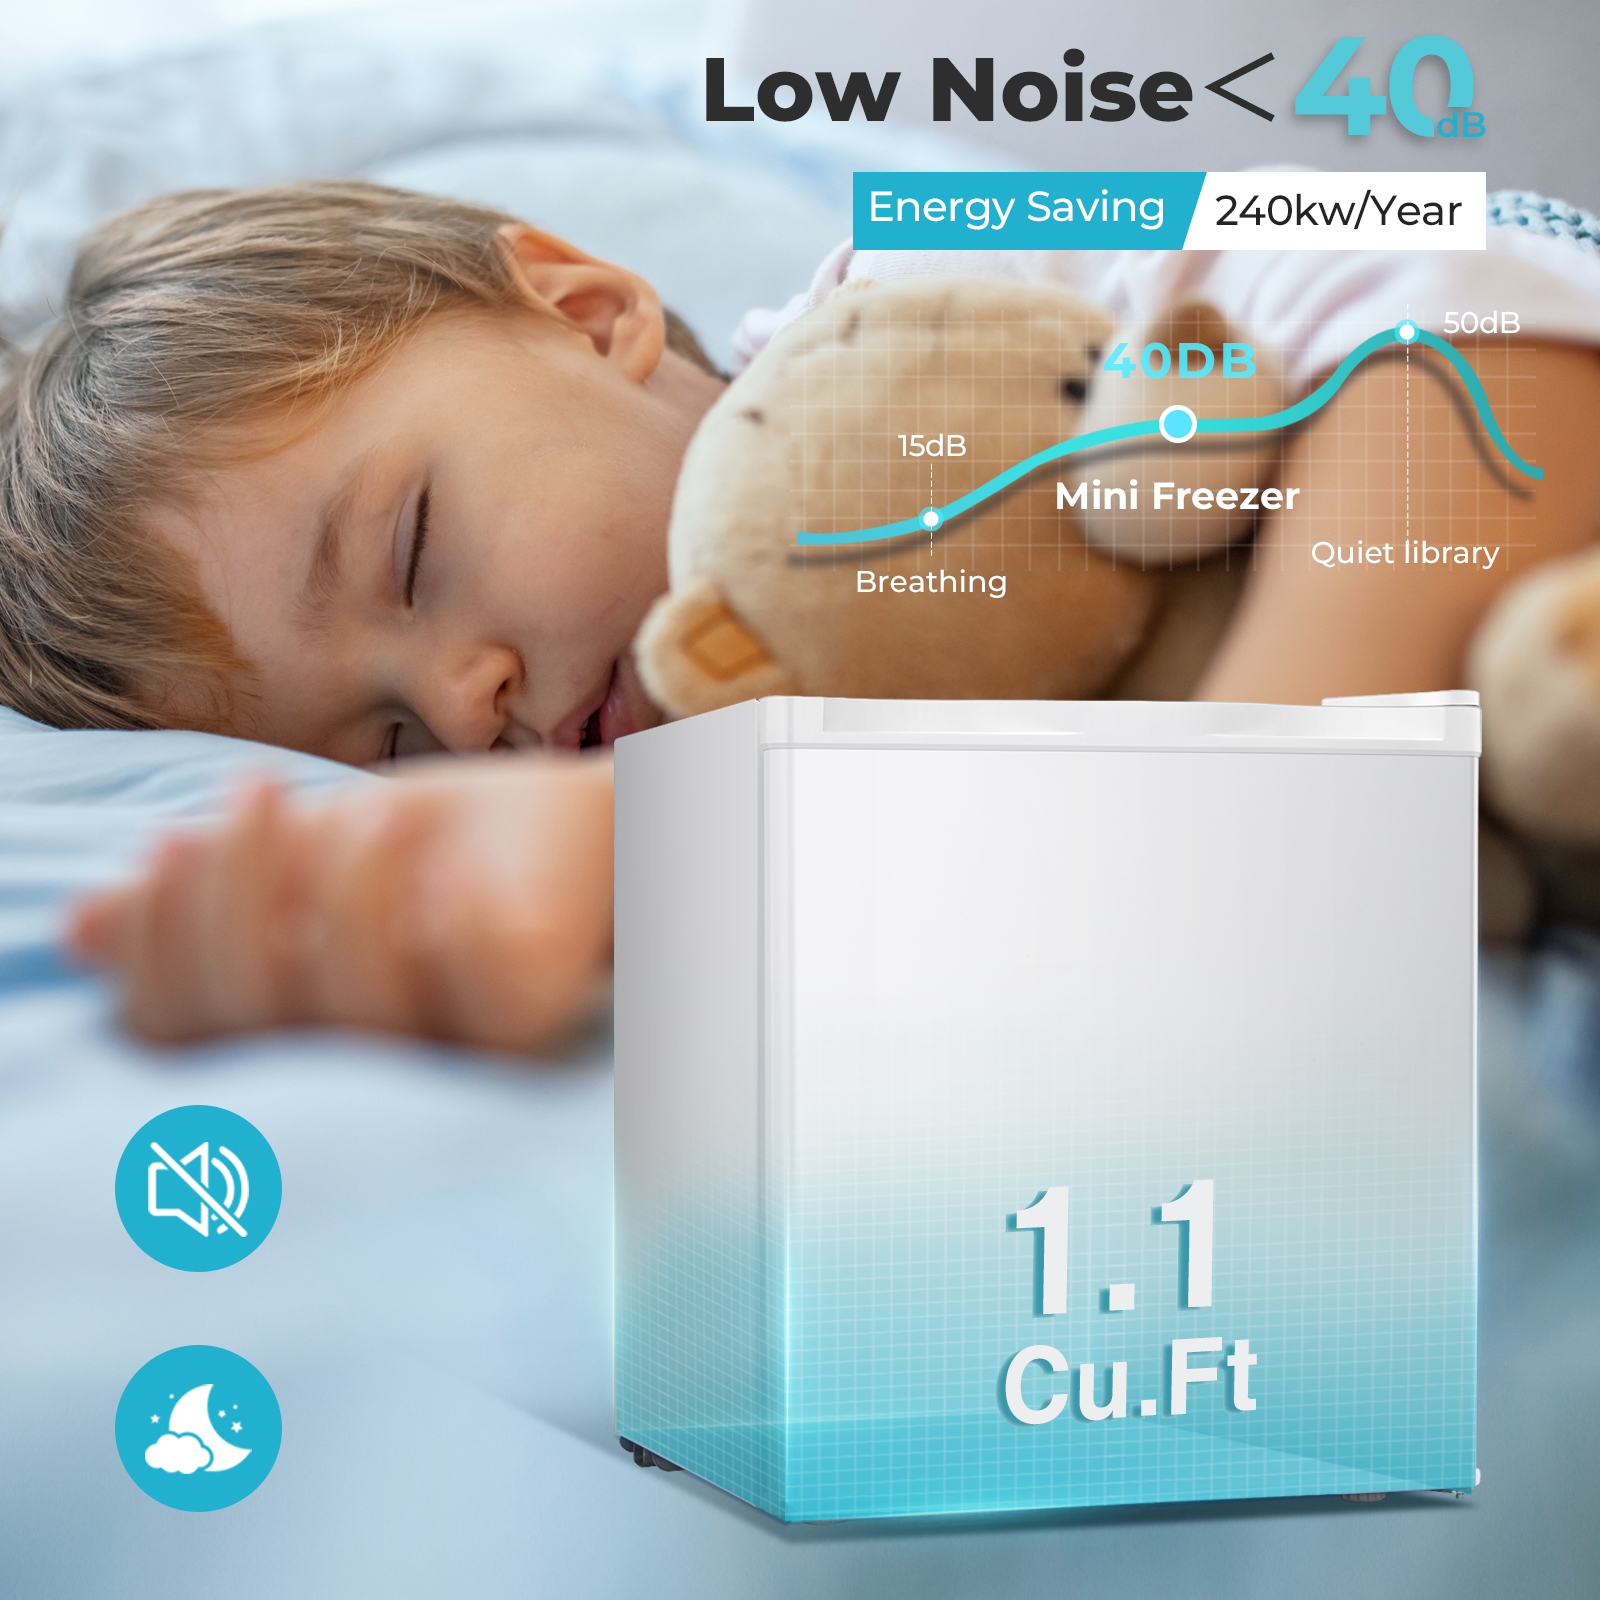 Low Noise<40dB
Energy Saving 240kw/Year
50dB
40DB
15dB
Mini Freezer
Quiet library
Breathing
1.1
Cu.Ft